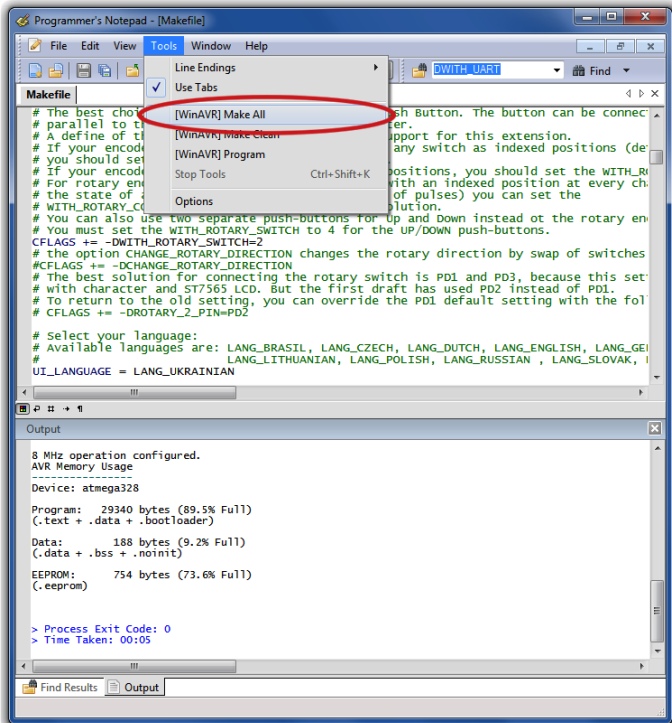 Programmer's Notepad - [Makefile]
File Edit View Tools Window Help
DWITH_UART Find
Line Endings
Use Tabs
[WinAVR] Make All
[WinAVR] Make Clean
[WinAVR] Program
Stop Tools Ctrl+Shift+K
Options
Makefile
# The best choi sh Button. The button can be connec
# parallel to th er.
# A define of th upport for this extension.
# If your encode any switch as indexed positions (de
# you should set
# If your encode ositions, you should set the WITH_R
# For rotary en with an indexed position at every cha
# the state of a of pulses) you can set the
# WITH_ROTARY_CO olution.
# You can also use two separate push-buttons for Up and Down instead ot the rotary en
# You must set the WITH_ROTARY_SWITCH to 4 for the UP/DOWN push-buttons.
CFLAGS += -DWITH_ROTARY_SWITCH=2
# the option CHANGE_ROTARY_DIRECTION changes the rotary direction by swap of switches
#CFLAGS += -DCHANGE_ROTARY_DIRECTION
# The best solution for connecting the rotary switch is PD1 and PD3, because this set
# with character and ST7565 LCD. But the first draft has used PD2 instead of PD1.
# To return to the old setting, you can override the PD1 default setting with the fol
# CFLAGS += -DROTARY_2_PIN=PD2
# Select your language:
# Available languages are: LANG_BRASIL, LANG_CZECH, LANG_DUTCH, LANG_ENGLISH, LANG_GE
# LANG_LITHUANIAN, LANG_POLISH, LANG_RUSSIAN , LANG_SLOVAK,
UI_LANGUAGE = LANG_UKRAINIAN
Output
8 MHz operation configured.
AVR Memory Usage
----------------
Device: atmega328
Program: 29340 bytes (89.5% Full)
(.text + .data + .bootloader)
Data: 188 bytes (9.2% Full)
(.data + .bss + .noinit)
EEPROM: 754 bytes (73.6% Full)
(.eeprom)
> Process Exit Code: 0
> Time Taken: 00:05
Find Results Output